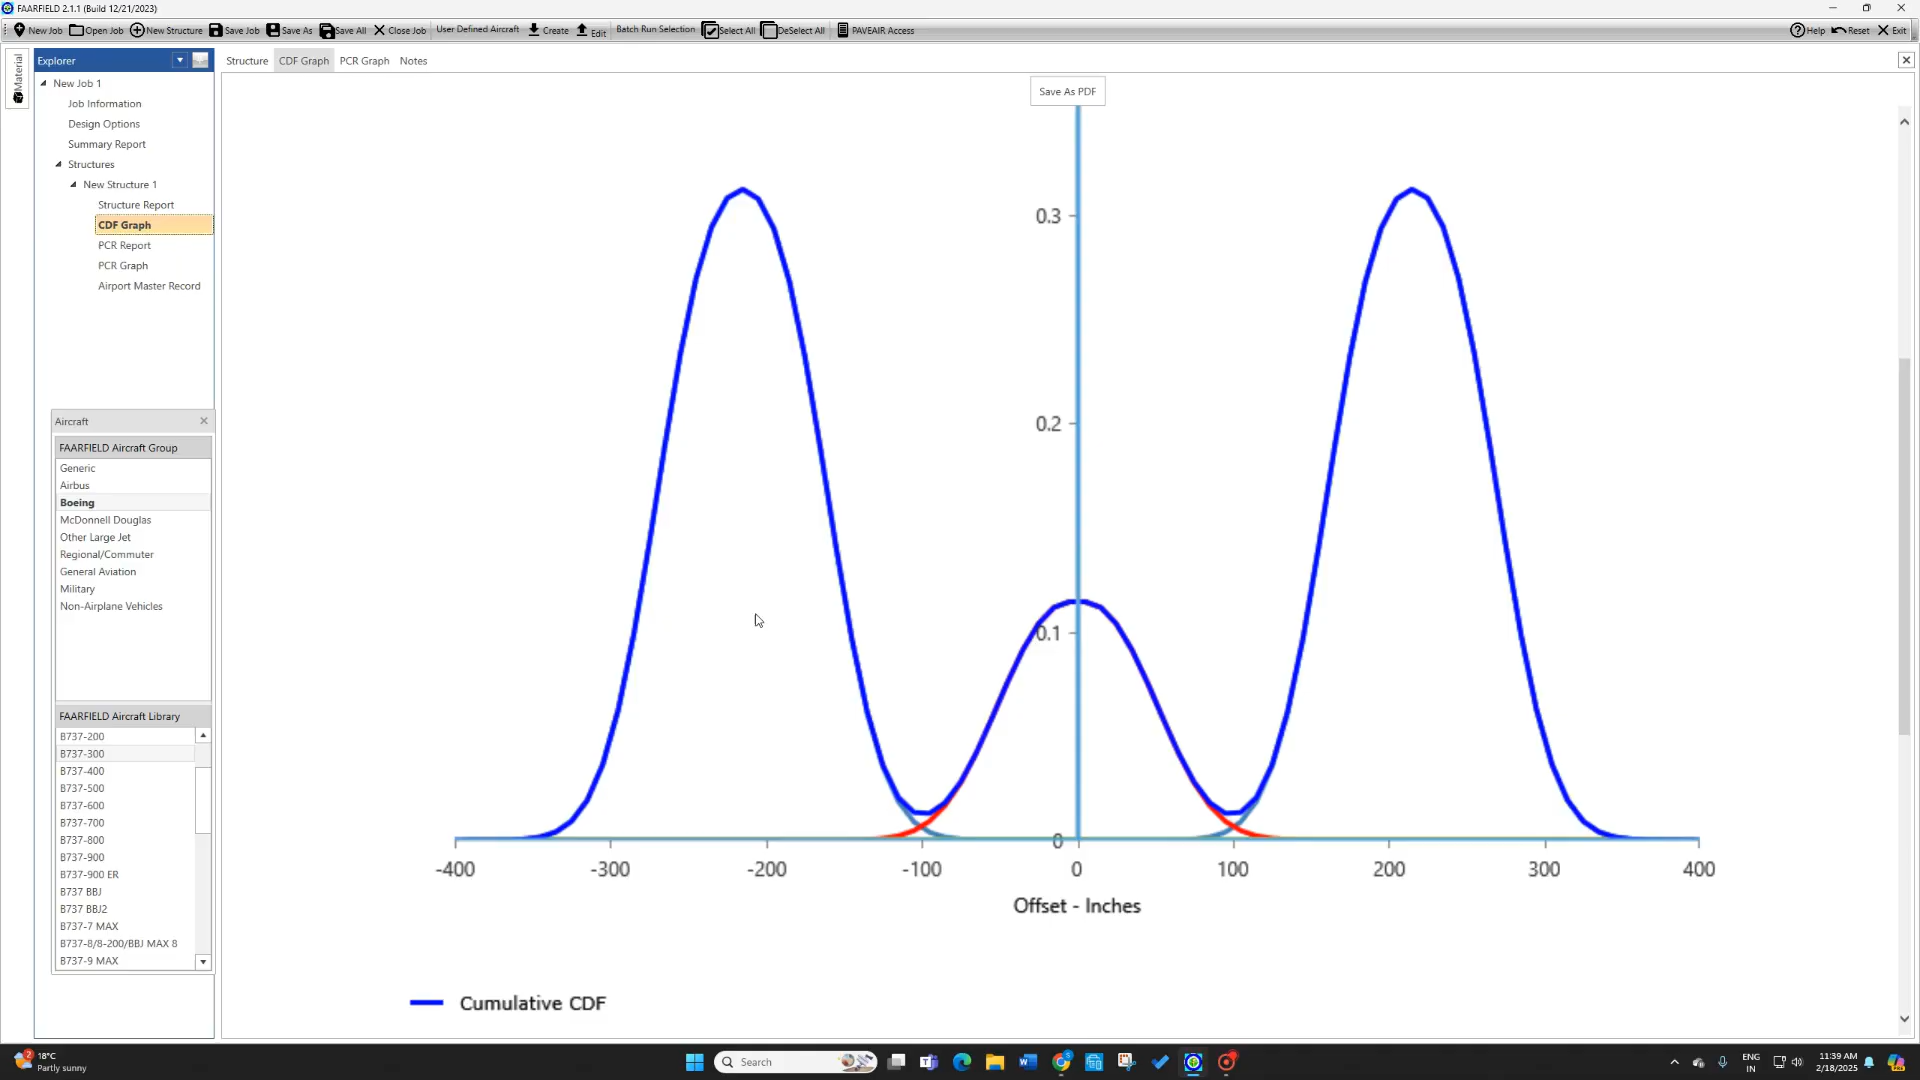 FAARFIELD 2.1.1 (Build 12/21/2023)
New Job Open Job New Structure Save Job Save As Save All Close Job User Defined Aircraft Create Edit Batch Run Selection Select All DeSelect All PAVEAIR Access Help Reset Exit
Material
Explorer
New Job 1
Job Information
Design Options
Summary Report
Structures
New Structure 1
Structure Report
CDF Graph
PCR Report
PCR Graph
Airport Master Record
Aircraft
FAARFIELD Aircraft Group
Generic
Airbus
Boeing
McDonnell Douglas
Other Large Jet
Regional/Commuter
General Aviation
Military
Non-Airplane Vehicles
FAARFIELD Aircraft Library
B737-200
B737-300
B737-400
B737-500
B737-600
B737-700
B737-800
B737-900
B737-900 ER
B737 BBJ
B737 BBJ2
B737-7 MAX
B737-8/8-200/BBJ MAX 8
B737-9 MAX
Structure CDF Graph PCR Graph Notes
Save As PDF
0.3
0.2
0.1
0
-400 -300 -200 -100 0 100 200 300 400
Offset - Inches
Cumulative CDF
2
18°C
Partly sunny
Search
ENG
IN
11:39 AM
2/18/2025